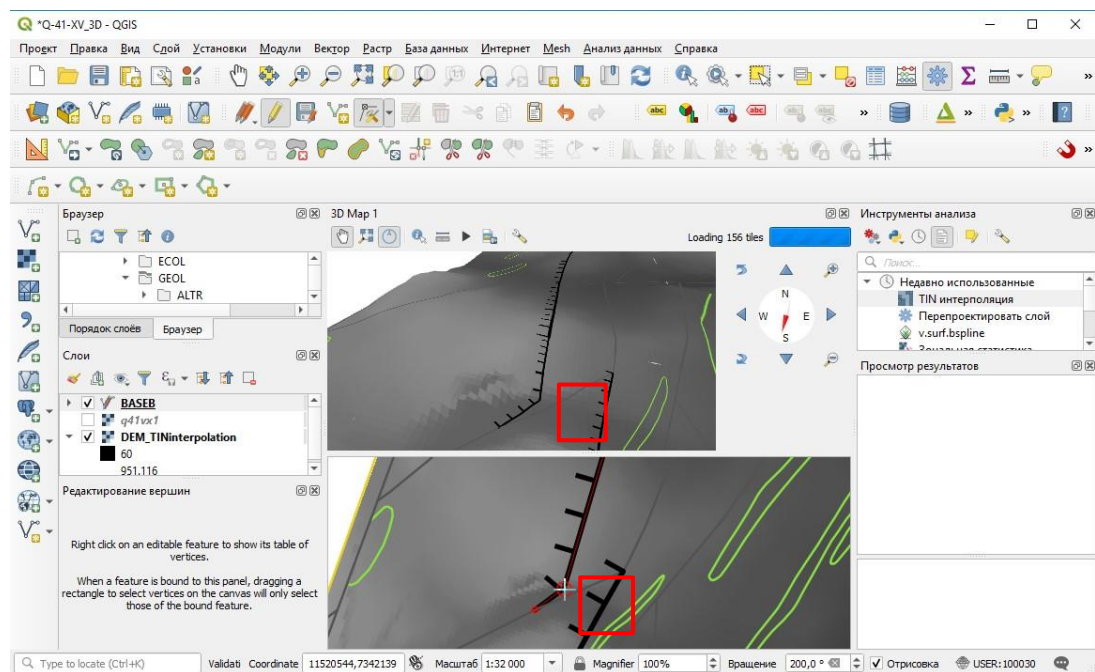 *Q-41-XV_3D - QGIS
Проект Правка Вид Слой Установки Модули Вектор Растр База данных Интернет Mesh Анализ данных Справка
abc abc abc
Браузер
ECOL
GEOL
ALTR
Порядок слоёв Браузер
Слои
BASEB
q41vx1
DEM_TINinterpolation
60
951,116
Редактирование вершин
Right click on an editable feature to show its table of
vertices.
When a feature is bound to this panel, dragging a
rectangle to select vertices on the canvas will only select
those of the bound feature.
3D Map 1
Loading 156 tiles
N
W E
S
Инструменты анализа
Поиск...
Недавно использованные
TIN интерполяция
Перепроектировать слой
v.surf.bspline
Зональная статистика
Просмотр результатов
Type to locate (Ctrl+K) Validati Coordinate 11520544,7342139 Масштаб 1:32 000 Magnifier 100% Вращение 200,0 ° Отрисовка USER:100030